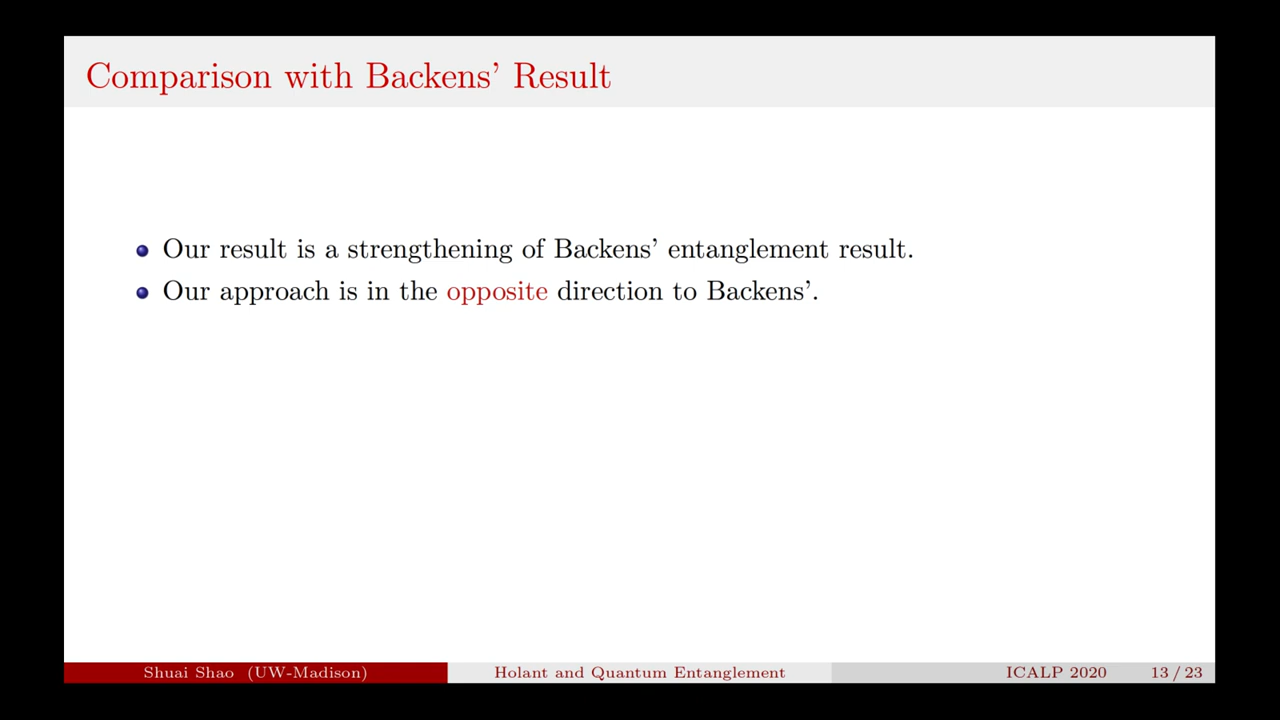 Comparison with Backens’ Result
Our result is a strengthening of Backens’ entanglement result.
Our approach is in the opposite direction to Backens’.
Shuai Shao (UW-Madison)
Holant and Quantum Entanglement
ICALP 2020
13 / 23